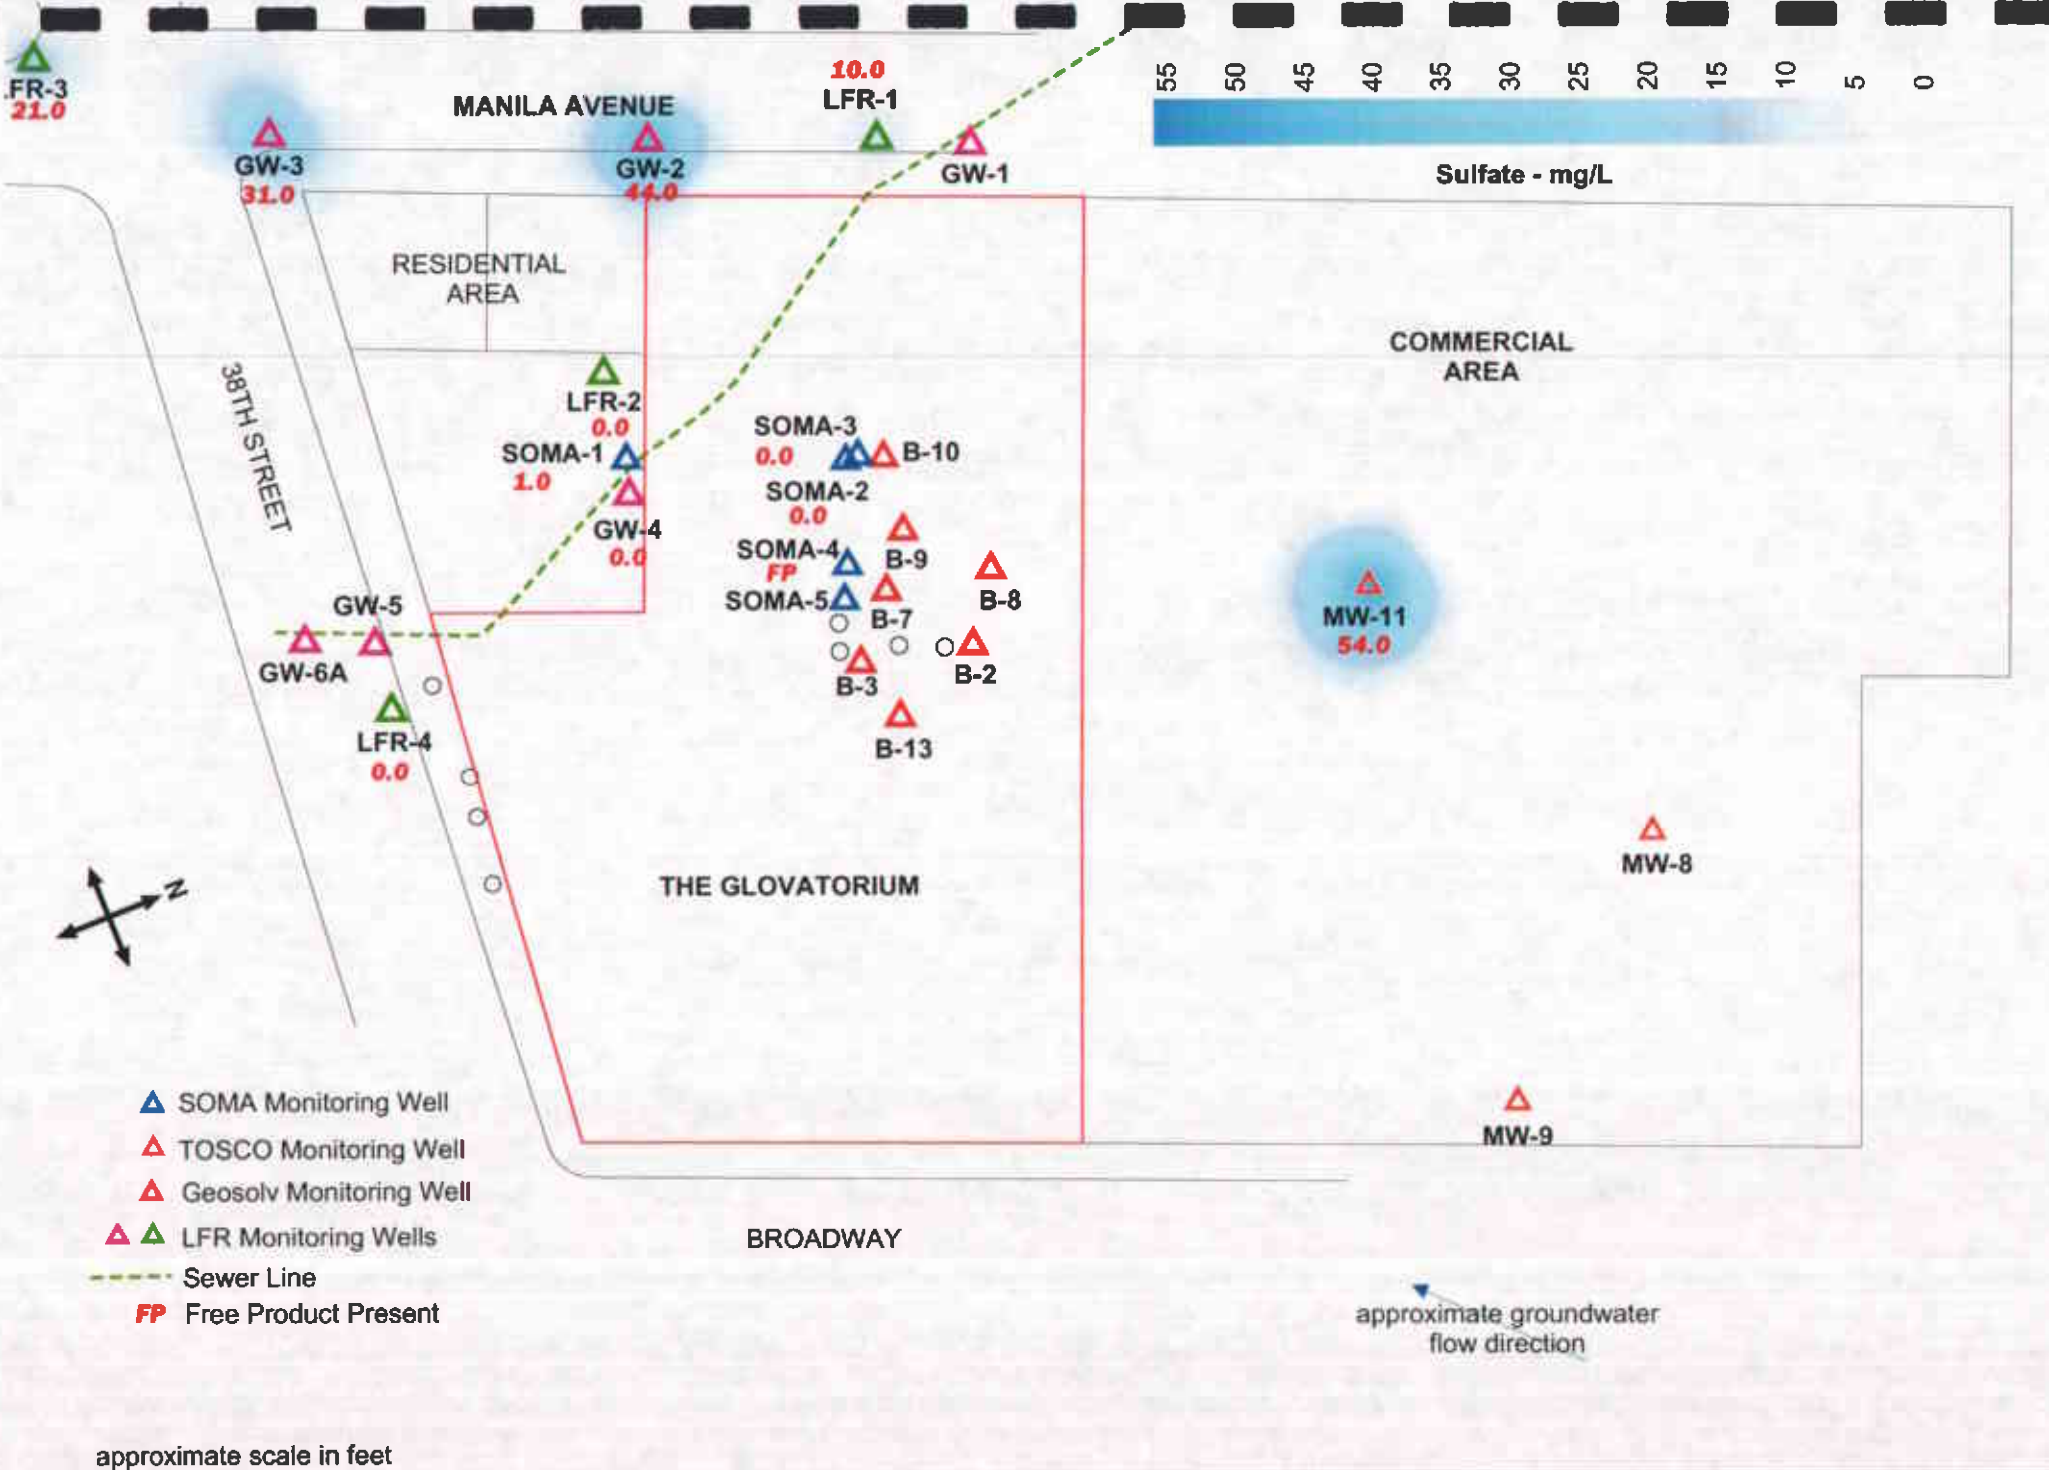 .FR-3
21.0
GW-3
31.0
MANILA AVENUE
GW-2
44.0
10.0
LFR-1
GW-1
55 50 45 40 35 30 25 20 15 10 5 0
Sulfate - mg/L
RESIDENTIAL
AREA
COMMERCIAL
AREA
38TH STREET
LFR-2
0.0
SOMA-1
1.0
GW-4
0.0
SOMA-3
0.0
B-10
SOMA-2
0.0
SOMA-4
FP
B-9
SOMA-5
B-7
B-8
B-3
B-2
B-13
GW-5
GW-6A
LFR-4
0.0
MW-11
54.0
MW-8
MW-9
N
THE GLOVATORIUM
SOMA Monitoring Well
TOSCO Monitoring Well
Geosolv Monitoring Well
LFR Monitoring Wells
Sewer Line
FP Free Product Present
BROADWAY
approximate groundwater
flow direction
approximate scale in feet